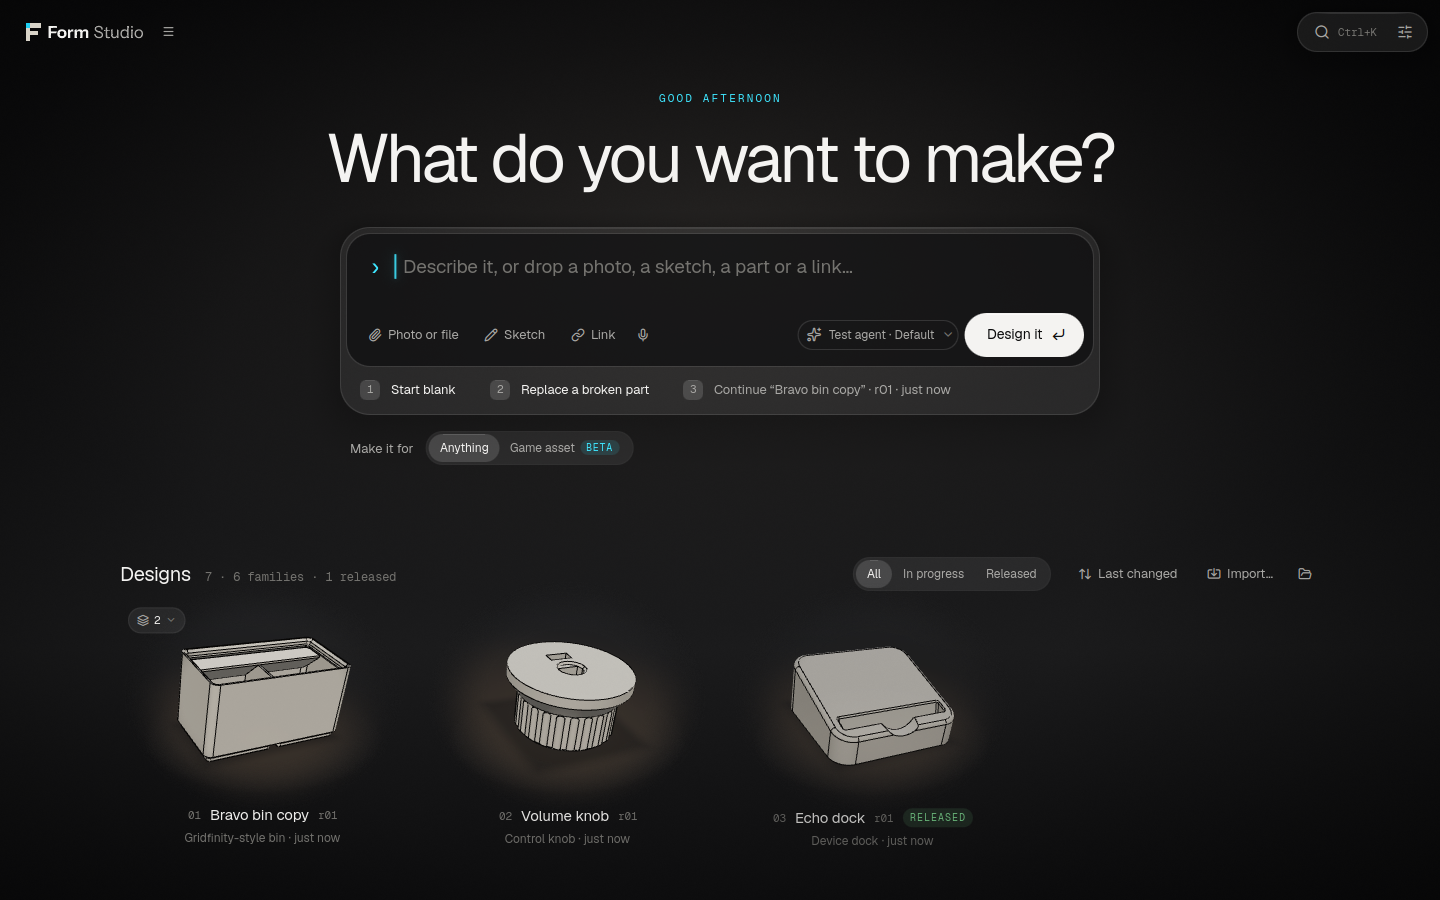 Form Studio
Ctrl+K
GOOD AFTERNOON
What do you want to make?
› Describe it, or drop a photo, a sketch, a part or a link…
Photo or file Sketch Link Test agent · Default Design it
1 Start blank 2 Replace a broken part 3 Continue “Bravo bin copy” · r01 · just now
Make it for Anything Game asset BETA
Designs 7 · 6 families · 1 released All In progress Released Last changed Import…
2
01 Bravo bin copy r01
Gridfinity-style bin · just now
02 Volume knob r01
Control knob · just now
03 Echo dock r01 RELEASED
Device dock · just now